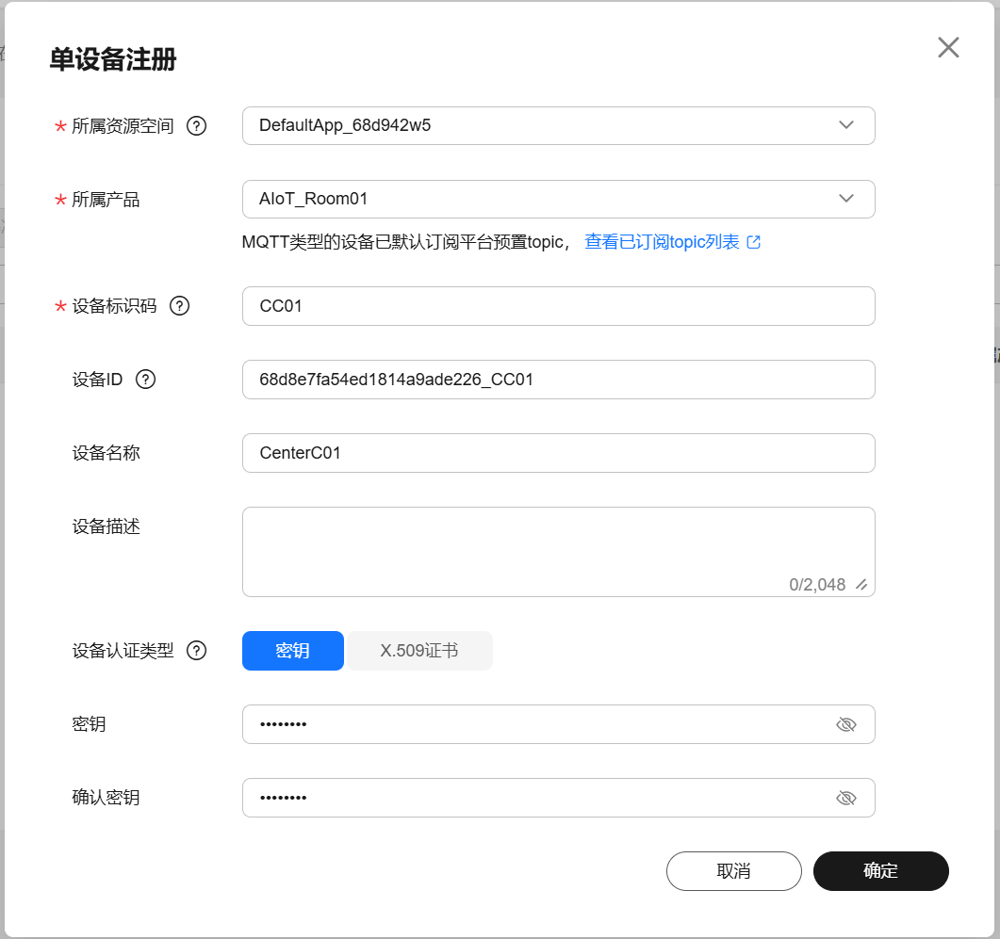 单设备注册
* 所属资源空间 ?
DefaultApp_68d942w5
* 所属产品
AIoT_Room01
MQTT类型的设备已默认订阅平台预置topic， 查看已订阅topic列表
* 设备标识码 ?
CC01
设备ID ?
68d8e7fa54ed1814a9ade226_CC01
设备名称
CenterC01
设备描述
0/2,048
设备认证类型 ?
密钥 X.509证书
密钥
••••••••
确认密钥
••••••••
取消 确定